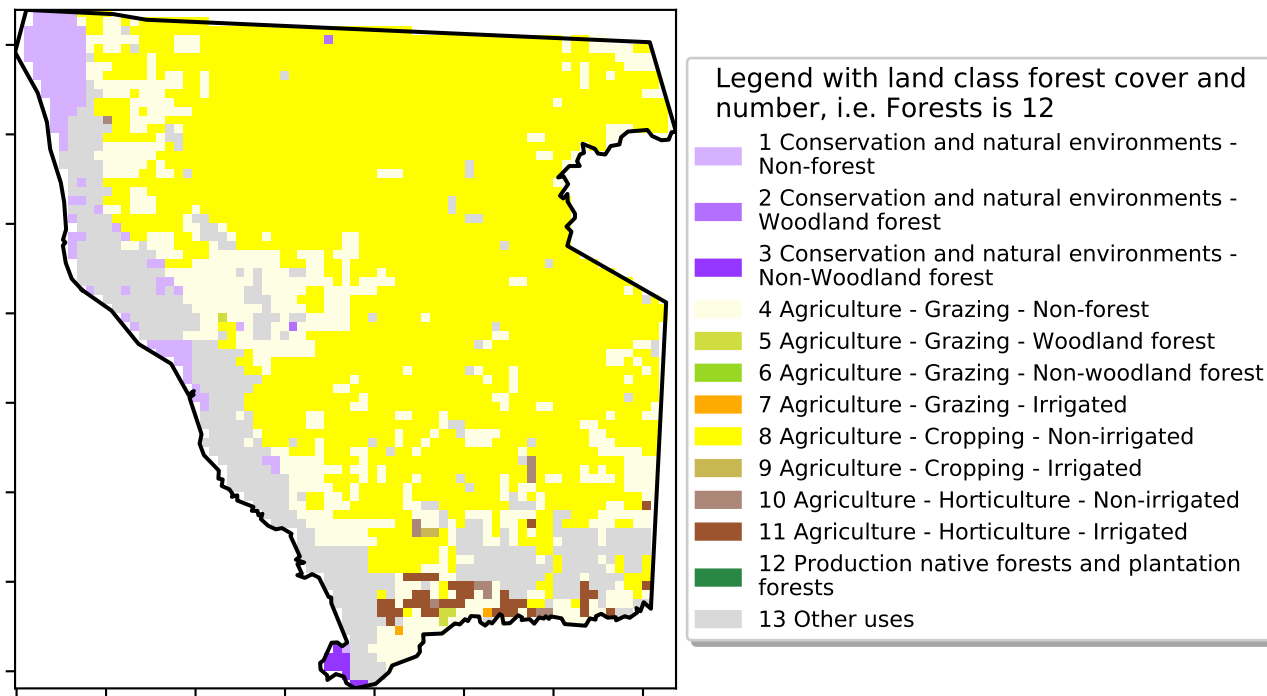 Legend with land class forest cover and
number, i.e. Forests is 12
1 Conservation and natural environments -
Non-forest
2 Conservation and natural environments -
Woodland forest
3 Conservation and natural environments -
Non-Woodland forest
4 Agriculture - Grazing - Non-forest
5 Agriculture - Grazing - Woodland forest
6 Agriculture - Grazing - Non-woodland forest
7 Agriculture - Grazing - Irrigated
8 Agriculture - Cropping - Non-irrigated
9 Agriculture - Cropping - Irrigated
10 Agriculture - Horticulture - Non-irrigated
11 Agriculture - Horticulture - Irrigated
12 Production native forests and plantation
forests
13 Other uses